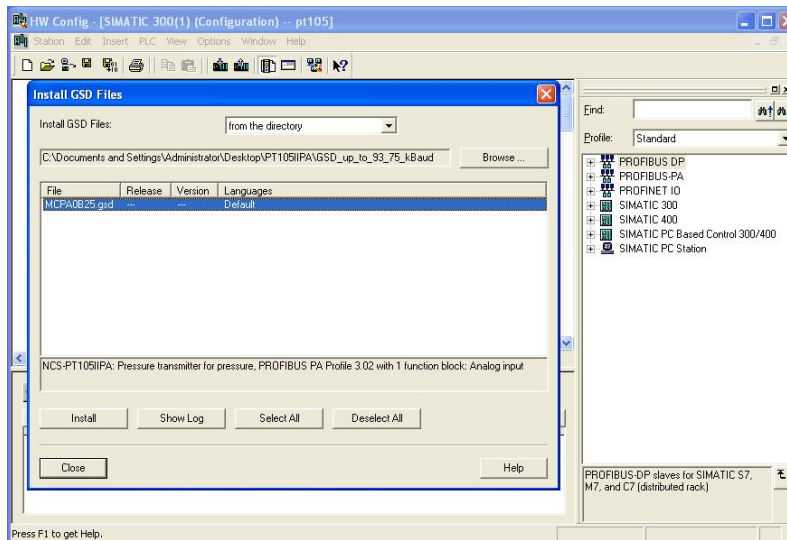 HW Config - [SIMATIC 300(1) (Configuration) -- pt105]
Station Edit Insert PLC View Options Window Help
Install GSD Files
Install GSD Files:
from the directory
C:\Documents and Settings\Administrator\Desktop\PT105IIPA\GSD_up_to_93_75_kBaud
Browse ...
File Release Version Languages
MCPA0B25.gsd --- --- Default
NCS-PT105IIPA: Pressure transmitter for pressure, PROFIBUS PA Profile 3.02 with 1 function block: Analog input
Install Show Log Select All Deselect All
Close Help
Find:
Profile: Standard
PROFIBUS DP
PROFIBUS-PA
PROFINET IO
SIMATIC 300
SIMATIC 400
SIMATIC PC Based Control 300/400
SIMATIC PC Station
PROFIBUS-DP slaves for SIMATIC S7,
M7, and C7 (distributed rack)
Press F1 to get Help.